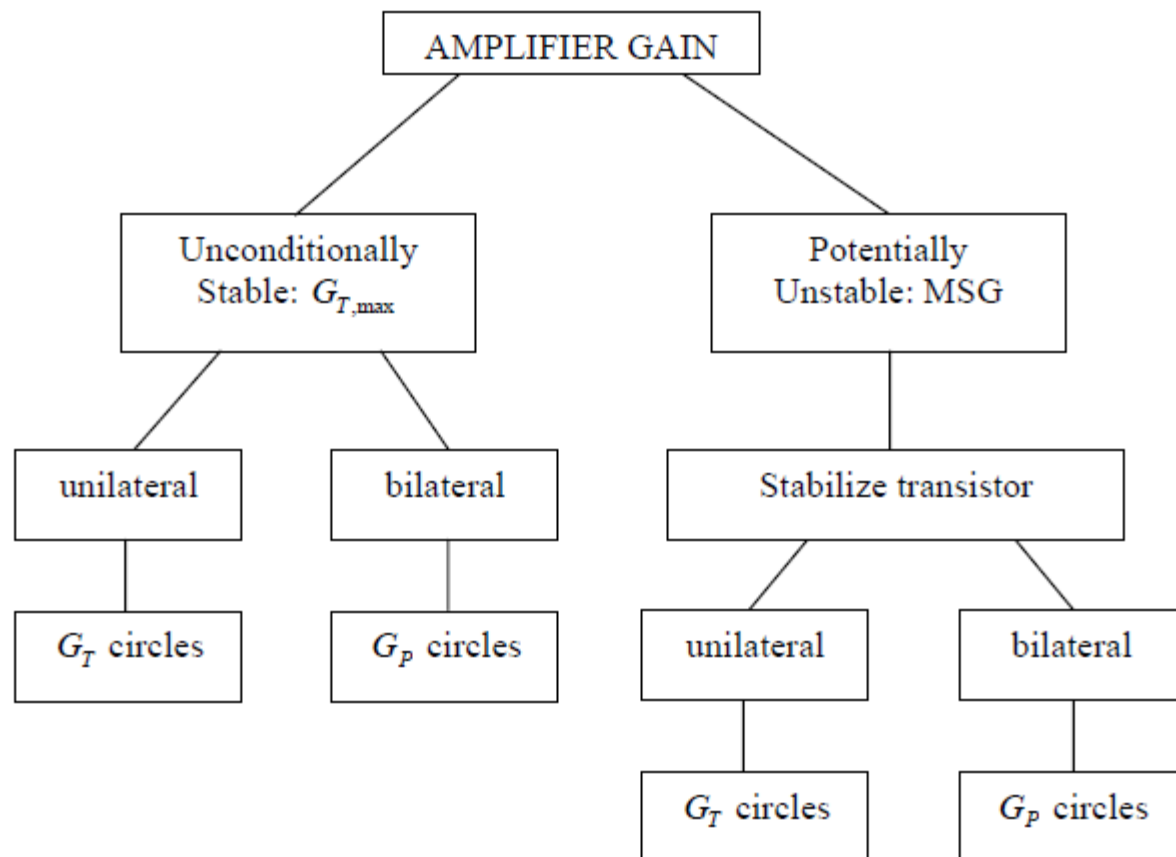 AMPLIFIER GAIN
Unconditionally
Stable: G_{T,max}
Potentially
Unstable: MSG
unilateral
bilateral
Stabilize transistor
G_T circles
G_P circles
unilateral
bilateral
G_T circles
G_P circles